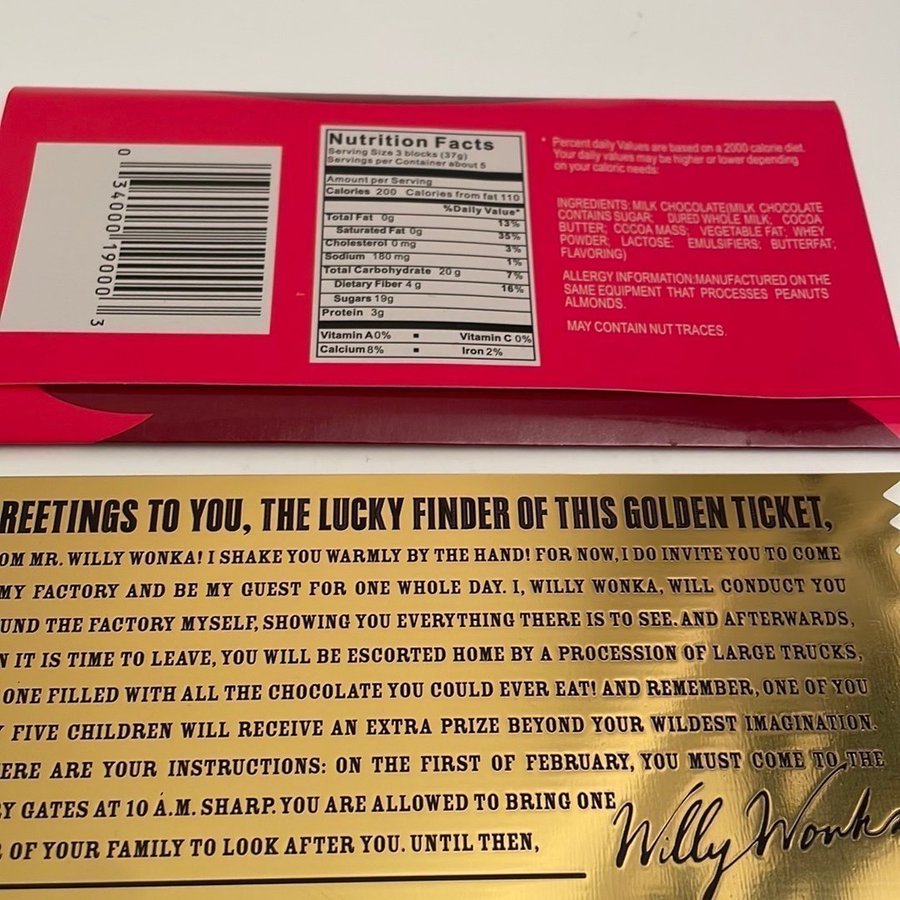 0 34000 19000 3
Nutrition Facts
Serving Size 3 blocks (37g)
Servings per Container about 5
Amount per Serving
Calories 200 Calories from fat 110
%Daily Value*
Total Fat 0g 13%
Saturated Fat 0g 35%
Cholesterol 0 mg 3%
Sodium 180 mg 1%
Total Carbohydrate 20 g 7%
Dietary Fiber 4 g 16%
Sugars 19g
Protein 3g
Vitamin A 0% ▪ Vitamin C 0%
Calcium 8% ▪ Iron 2%
* Percent daily Values are based on a 2000 calorie diet.
Your daily values may be higher or lower depending
on your caloric needs:
INGREDIENTS: MILK CHOCOLATE(MILK CHOCOLATE
CONTAINS SUGAR; DURED WHOLE MILK; COCOA
BUTTER; COCOA MASS; VEGETABLE FAT; WHEY
POWDER; LACTOSE; EMULSIFIERS; BUTTERFAT;
FLAVORING)
ALLERGY INFORMATION:MANUFACTURED ON THE
SAME EQUIPMENT THAT PROCESSES PEANUTS
ALMONDS.
MAY CONTAIN NUT TRACES.
REETINGS TO YOU, THE LUCKY FINDER OF THIS GOLDEN TICKET,
OM MR. WILLY WONKA! I SHAKE YOU WARMLY BY THE HAND! FOR NOW, I DO INVITE YOU TO COME
MY FACTORY AND BE MY GUEST FOR ONE WHOLE DAY. I, WILLY WONKA, WILL CONDUCT YOU
UND THE FACTORY MYSELF, SHOWING YOU EVERYTHING THERE IS TO SEE. AND AFTERWARDS,
N IT IS TIME TO LEAVE, YOU WILL BE ESCORTED HOME BY A PROCESSION OF LARGE TRUCKS,
ONE FILLED WITH ALL THE CHOCOLATE YOU COULD EVER EAT! AND REMEMBER, ONE OF YOU
Y FIVE CHILDREN WILL RECEIVE AN EXTRA PRIZE BEYOND YOUR WILDEST IMAGINATION.
ERE ARE YOUR INSTRUCTIONS: ON THE FIRST OF FEBRUARY, YOU MUST COME TO THE
Y GATES AT 10 A.M. SHARP. YOU ARE ALLOWED TO BRING ONE
R OF YOUR FAMILY TO LOOK AFTER YOU. UNTIL THEN,
Willy Wonka